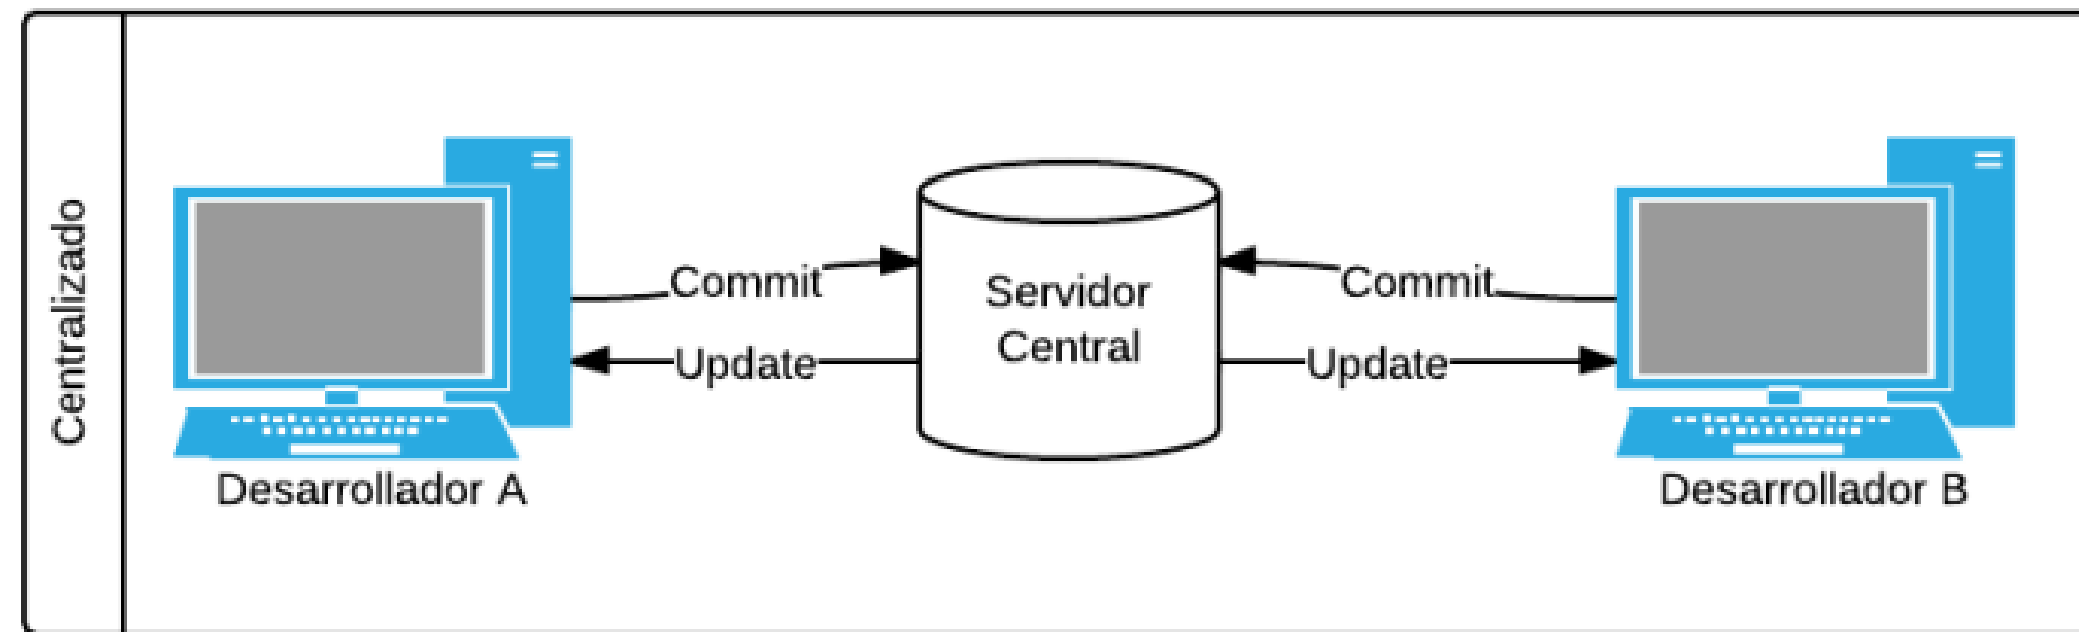 Centralizado
Commit
Update
Desarrollador A
Servidor
Central
Commit
Update
Desarrollador B